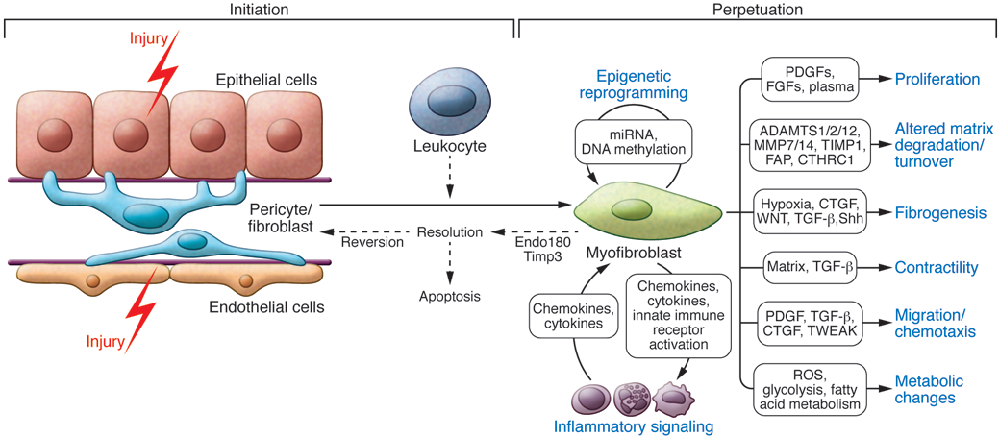 Initiation
Perpetuation
Injury
Epithelial cells
Leukocyte
Pericyte/
fibroblast
Reversion
Resolution
Apoptosis
Endo180
Timp3
Endothelial cells
Injury
Epigenetic
reprogramming
miRNA,
DNA methylation
Myofibroblast
Chemokines,
cytokines
Chemokines,
cytokines,
innate immune
receptor
activation
Inflammatory signaling
PDGFs,
FGFs, plasma
Proliferation
ADAMTS1/2/12,
MMP7/14, TIMP1,
FAP, CTHRC1
Altered matrix
degradation/
turnover
Hypoxia, CTGF,
WNT, TGF-β,Shh
Fibrogenesis
Matrix, TGF-β
Contractility
PDGF, TGF-β,
CTGF, TWEAK
Migration/
chemotaxis
ROS,
glycolysis, fatty
acid metabolism
Metabolic
changes